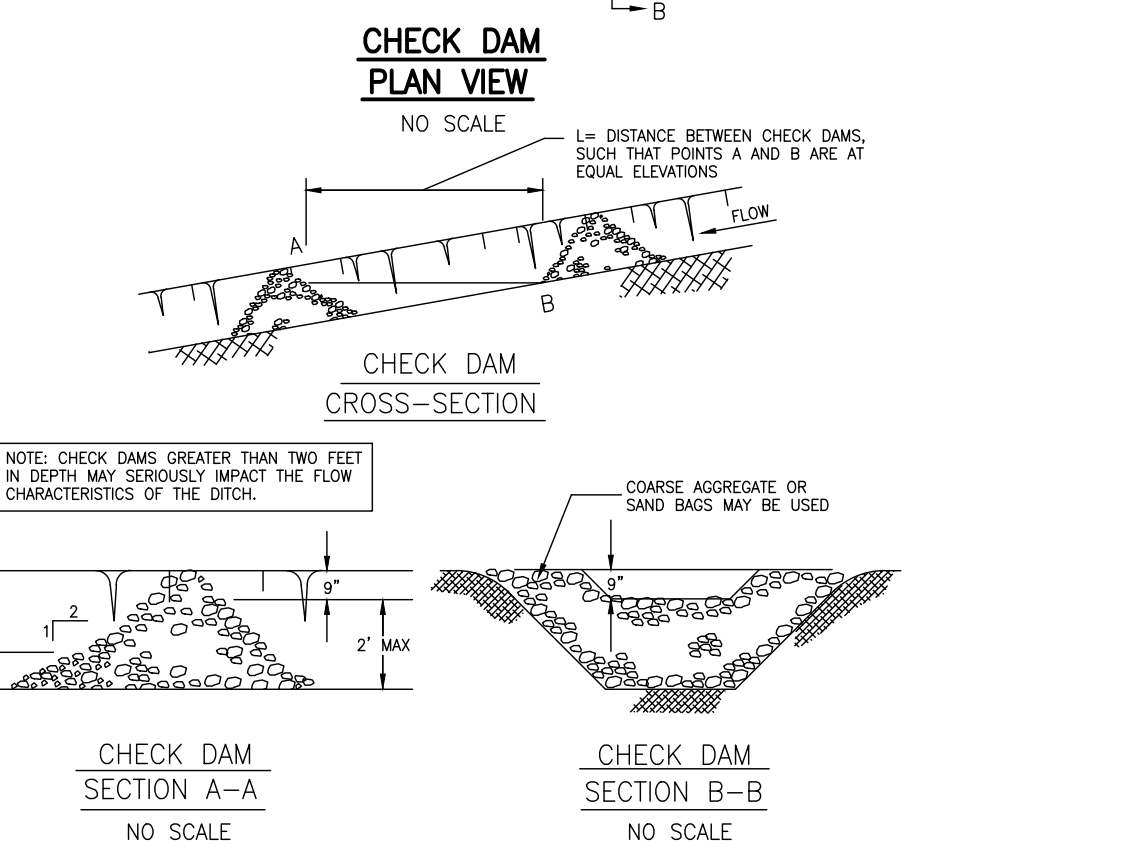 B
CHECK DAM
PLAN VIEW
NO SCALE
L= DISTANCE BETWEEN CHECK DAMS,
SUCH THAT POINTS A AND B ARE AT
EQUAL ELEVATIONS
FLOW
A
B
CHECK DAM
CROSS-SECTION
NOTE: CHECK DAMS GREATER THAN TWO FEET
IN DEPTH MAY SERIOUSLY IMPACT THE FLOW
CHARACTERISTICS OF THE DITCH.
COARSE AGGREGATE OR
SAND BAGS MAY BE USED
9"
2
1
2' MAX
9"
CHECK DAM
SECTION A-A
NO SCALE
CHECK DAM
SECTION B-B
NO SCALE